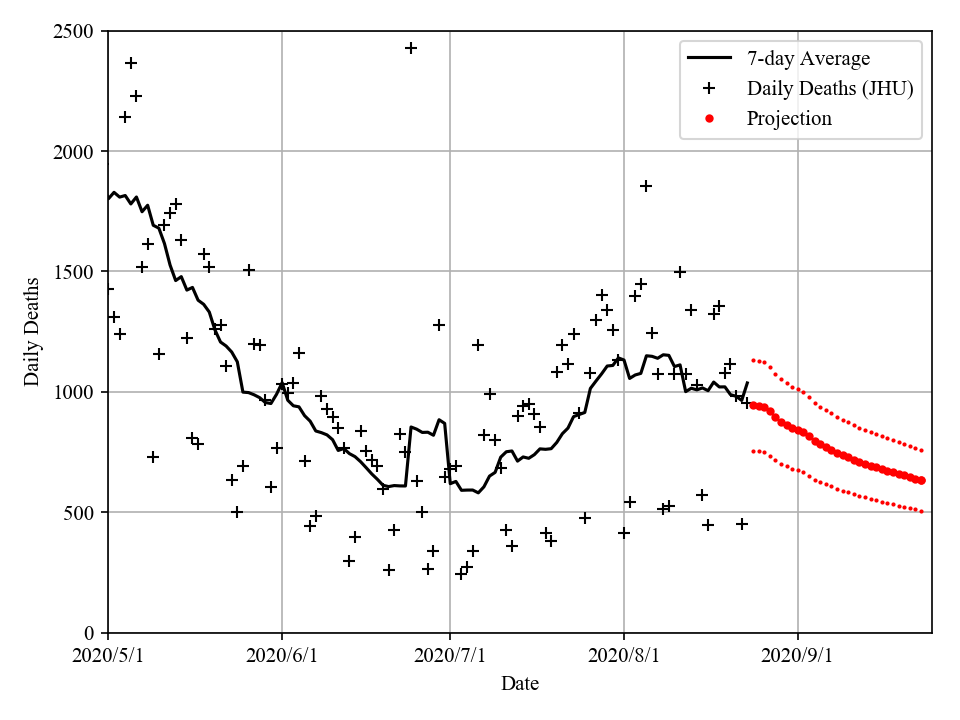 2500
2000
1500
1000
500
0
Daily Deaths
7-day Average
Daily Deaths (JHU)
Projection
2020/5/1
2020/6/1
2020/7/1
2020/8/1
2020/9/1
Date